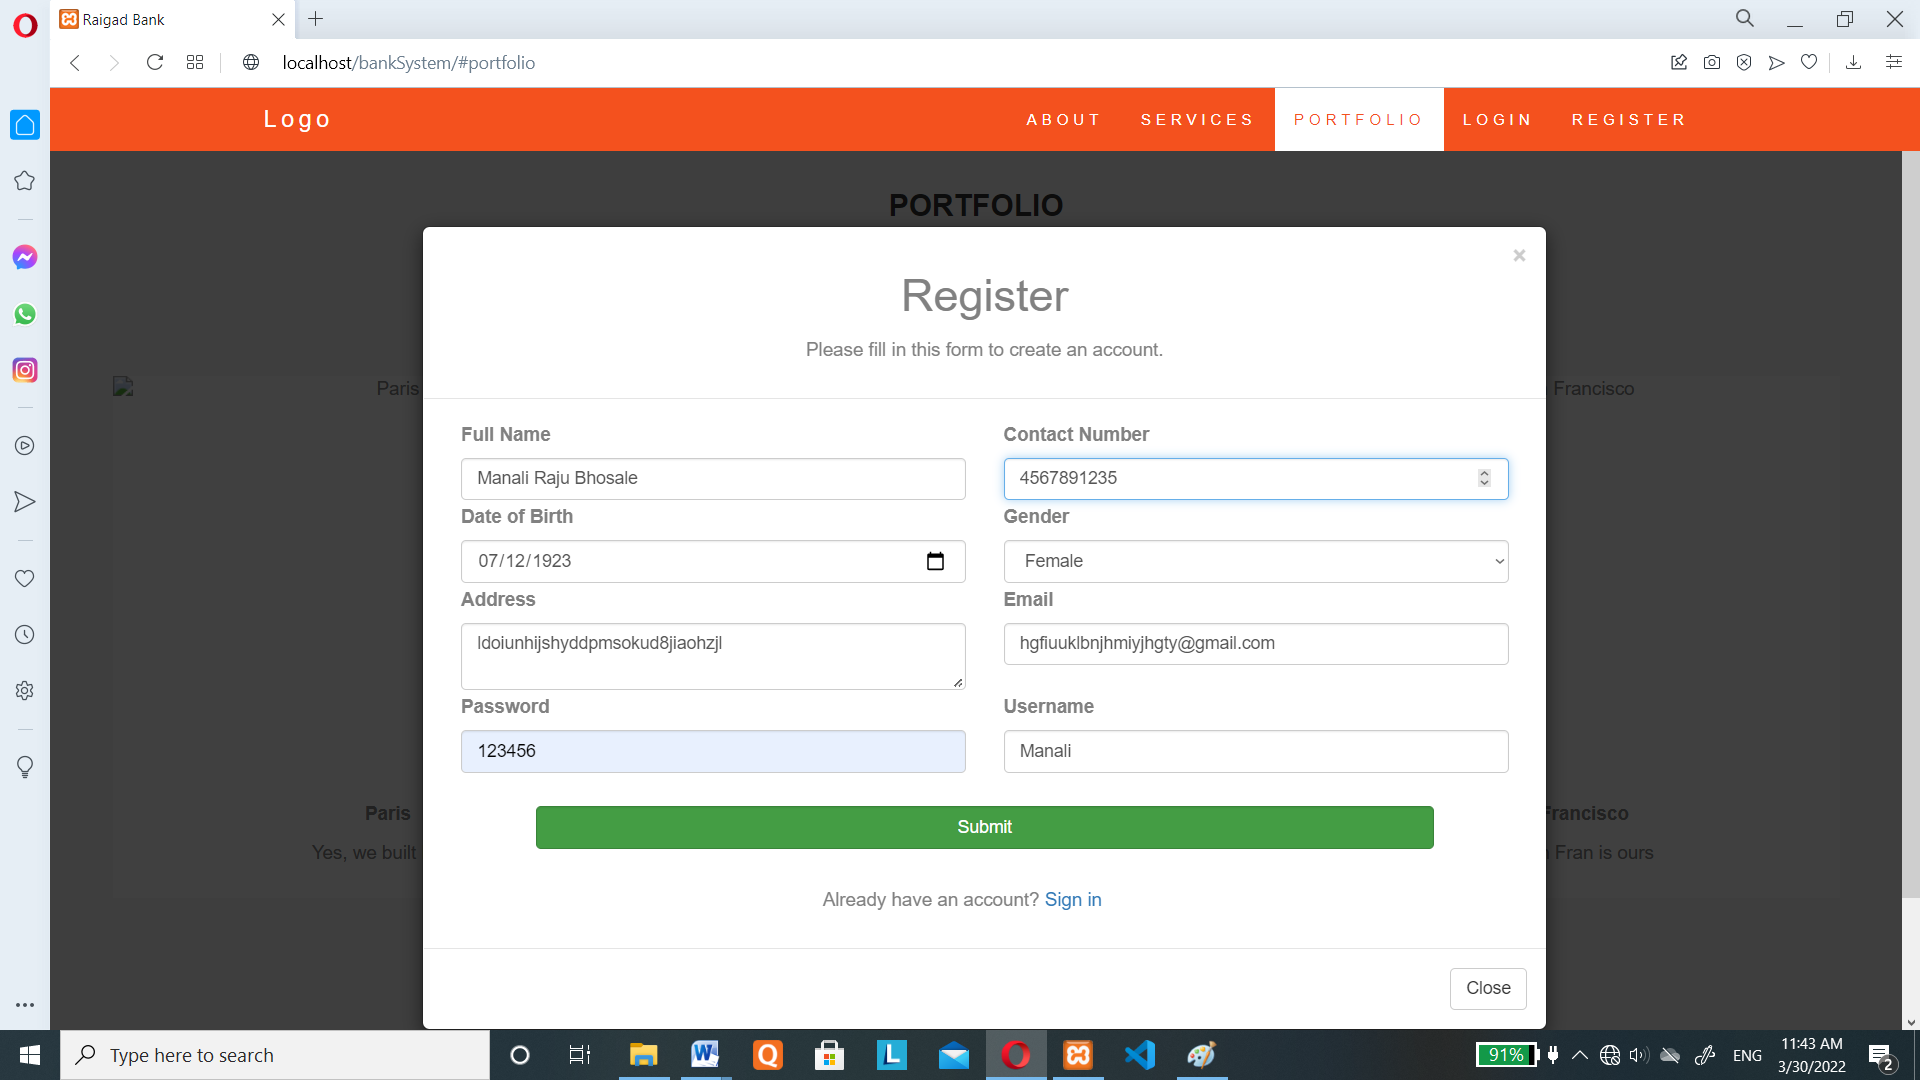 Raigad Bank
localhost/bankSystem/#portfolio
Logo
ABOUT
SERVICES
PORTFOLIO
LOGIN
REGISTER
PORTFOLIO
×
Register
Please fill in this form to create an account.
Paris
Francisco
Full Name
Contact Number
Manali Raju Bhosale
4567891235
Date of Birth
Gender
07/12/1923
Female
Address
Email
ldoiunhijshyddpmsokud8jiaohzjl
hgfiuuklbnjhmiyjhgty@gmail.com
Password
Username
123456
Manali
Paris
Francisco
Submit
Yes, we built
Fran is ours
Already have an account? Sign in
Close
Type here to search
91%
ENG
11:43 AM
3/30/2022
2